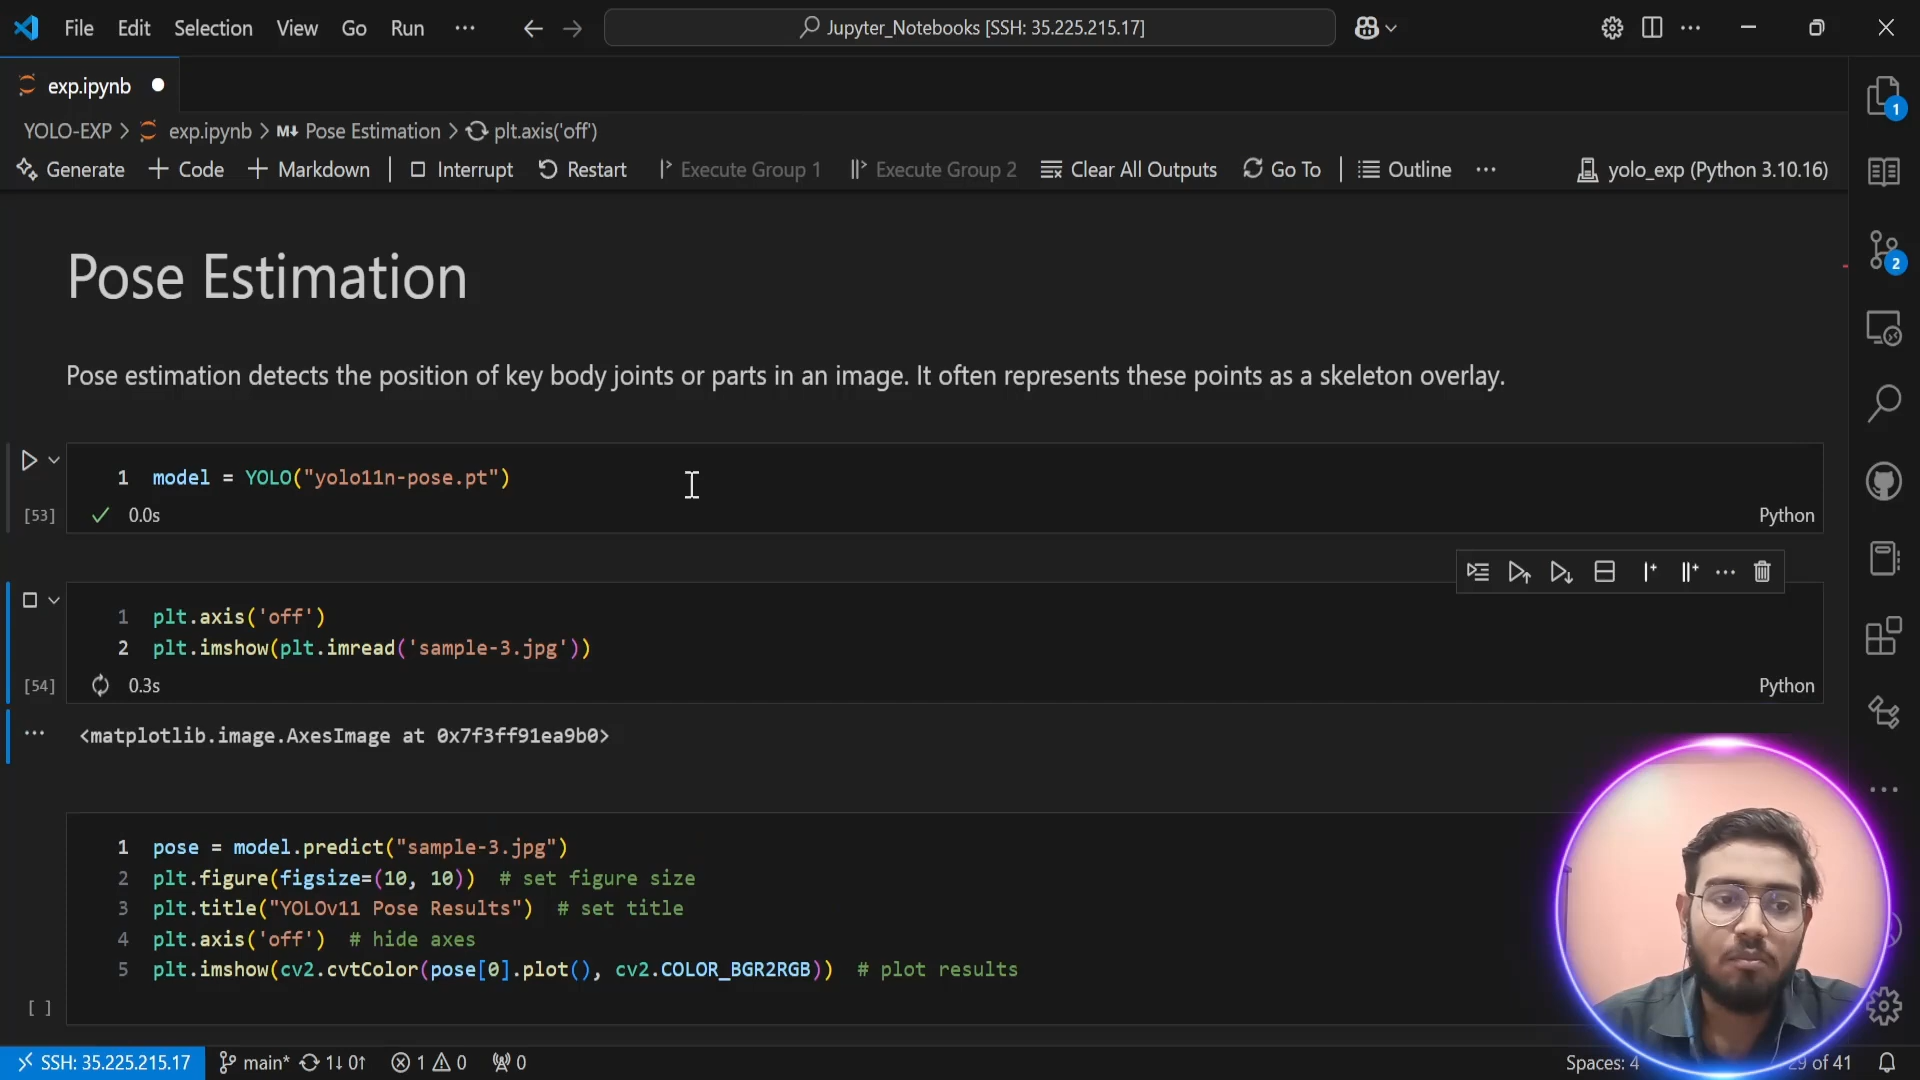 File Edit Selection View Go Run ··· Jupyter_Notebooks [SSH: 35.225.215.17]
exp.ipynb
YOLO-EXP > exp.ipynb > M↓ Pose Estimation > plt.axis('off')
Generate + Code + Markdown Interrupt Restart Execute Group 1 Execute Group 2 Clear All Outputs Go To Outline ··· yolo_exp (Python 3.10.16)
1
2
Pose Estimation
Pose estimation detects the position of key body joints or parts in an image. It often represents these points as a skeleton overlay.
1 model = YOLO("yolo11n-pose.pt")
[53] 0.0s Python
1 plt.axis('off')
2 plt.imshow(plt.imread('sample-3.jpg'))
[54] 0.3s Python
<matplotlib.image.AxesImage at 0x7f3ff91ea9b0>
1 pose = model.predict("sample-3.jpg")
2 plt.figure(figsize=(10, 10)) # set figure size
3 plt.title("YOLOv11 Pose Results") # set title
4 plt.axis('off') # hide axes
5 plt.imshow(cv2.cvtColor(pose[0].plot(), cv2.COLOR_BGR2RGB)) # plot results
[ ]
SSH: 35.225.215.17 main* 1↓ 0↑ 1 0 0 Spaces: 4 of 41